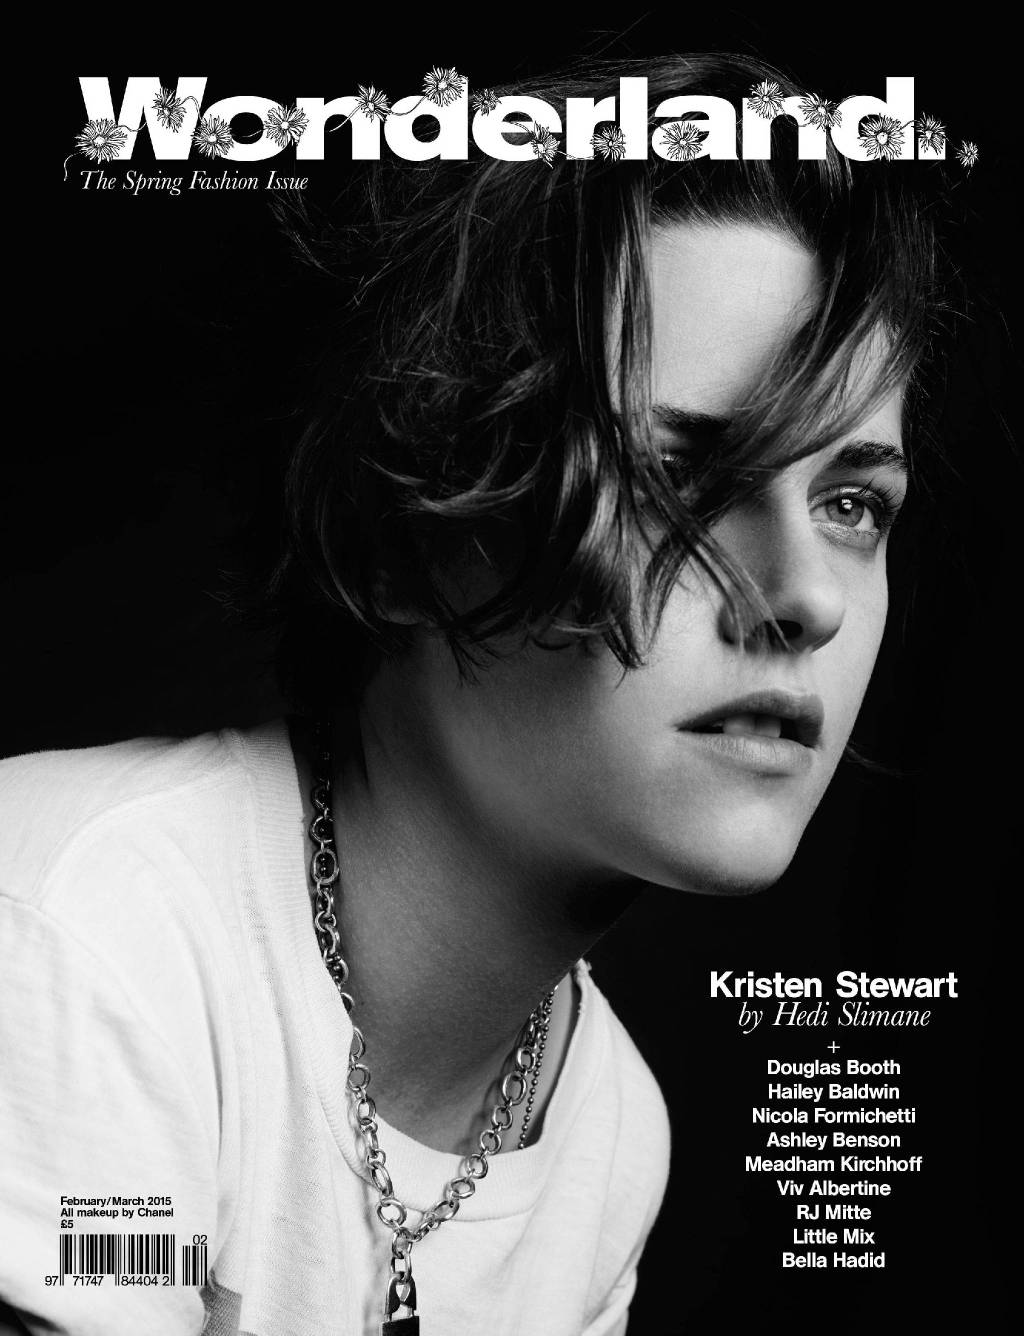 Wonderland.
The Spring Fashion Issue
Kristen Stewart
by Hedi Slimane
+
Douglas Booth
Hailey Baldwin
Nicola Formichetti
Ashley Benson
Meadham Kirchhoff
Viv Albertine
RJ Mitte
Little Mix
Bella Hadid
February/March 2015
All makeup by Chanel
£5
02
97 71747 84404 2